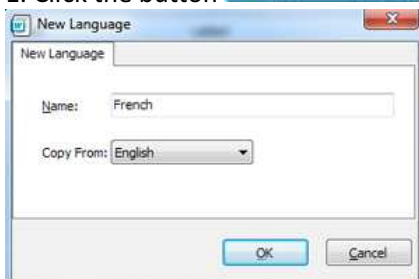 1. Click the button
New Language
New Language
Name: French
Copy From: English
OK Cancel